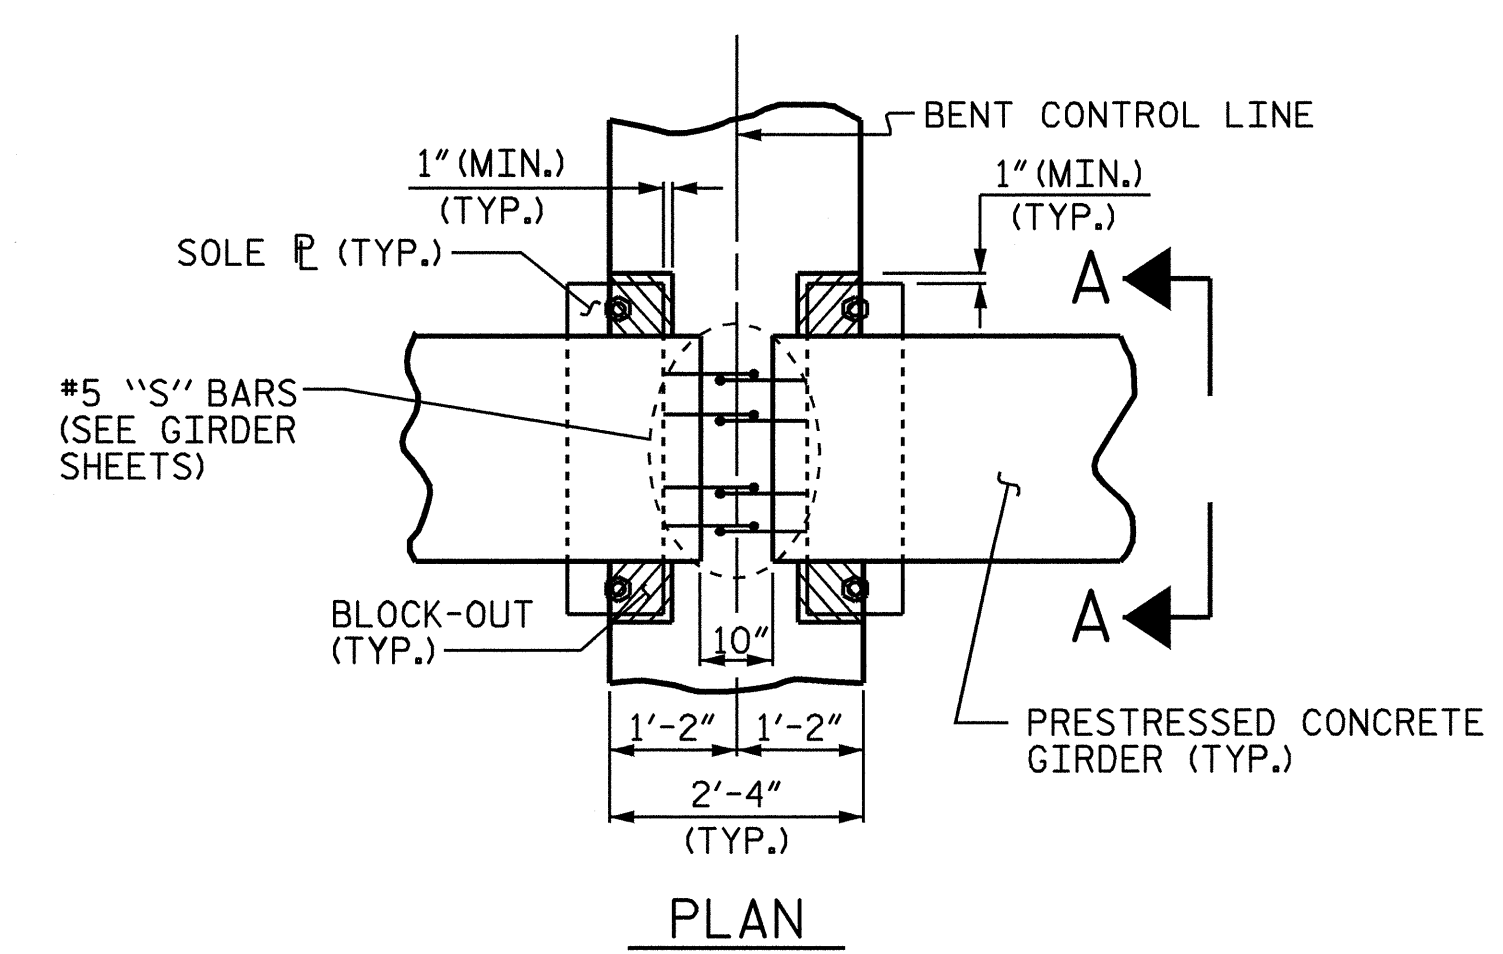 BENT CONTROL LINE
1"(MIN.)
(TYP.)
1"(MIN.)
(TYP.)
SOLE ℙL (TYP.)
A
#5 "S" BARS
(SEE GIRDER
SHEETS)
BLOCK-OUT
(TYP.)
A
10"
PRESTRESSED CONCRETE
GIRDER (TYP.)
1'-2" 1'-2"
2'-4"
(TYP.)
PLAN